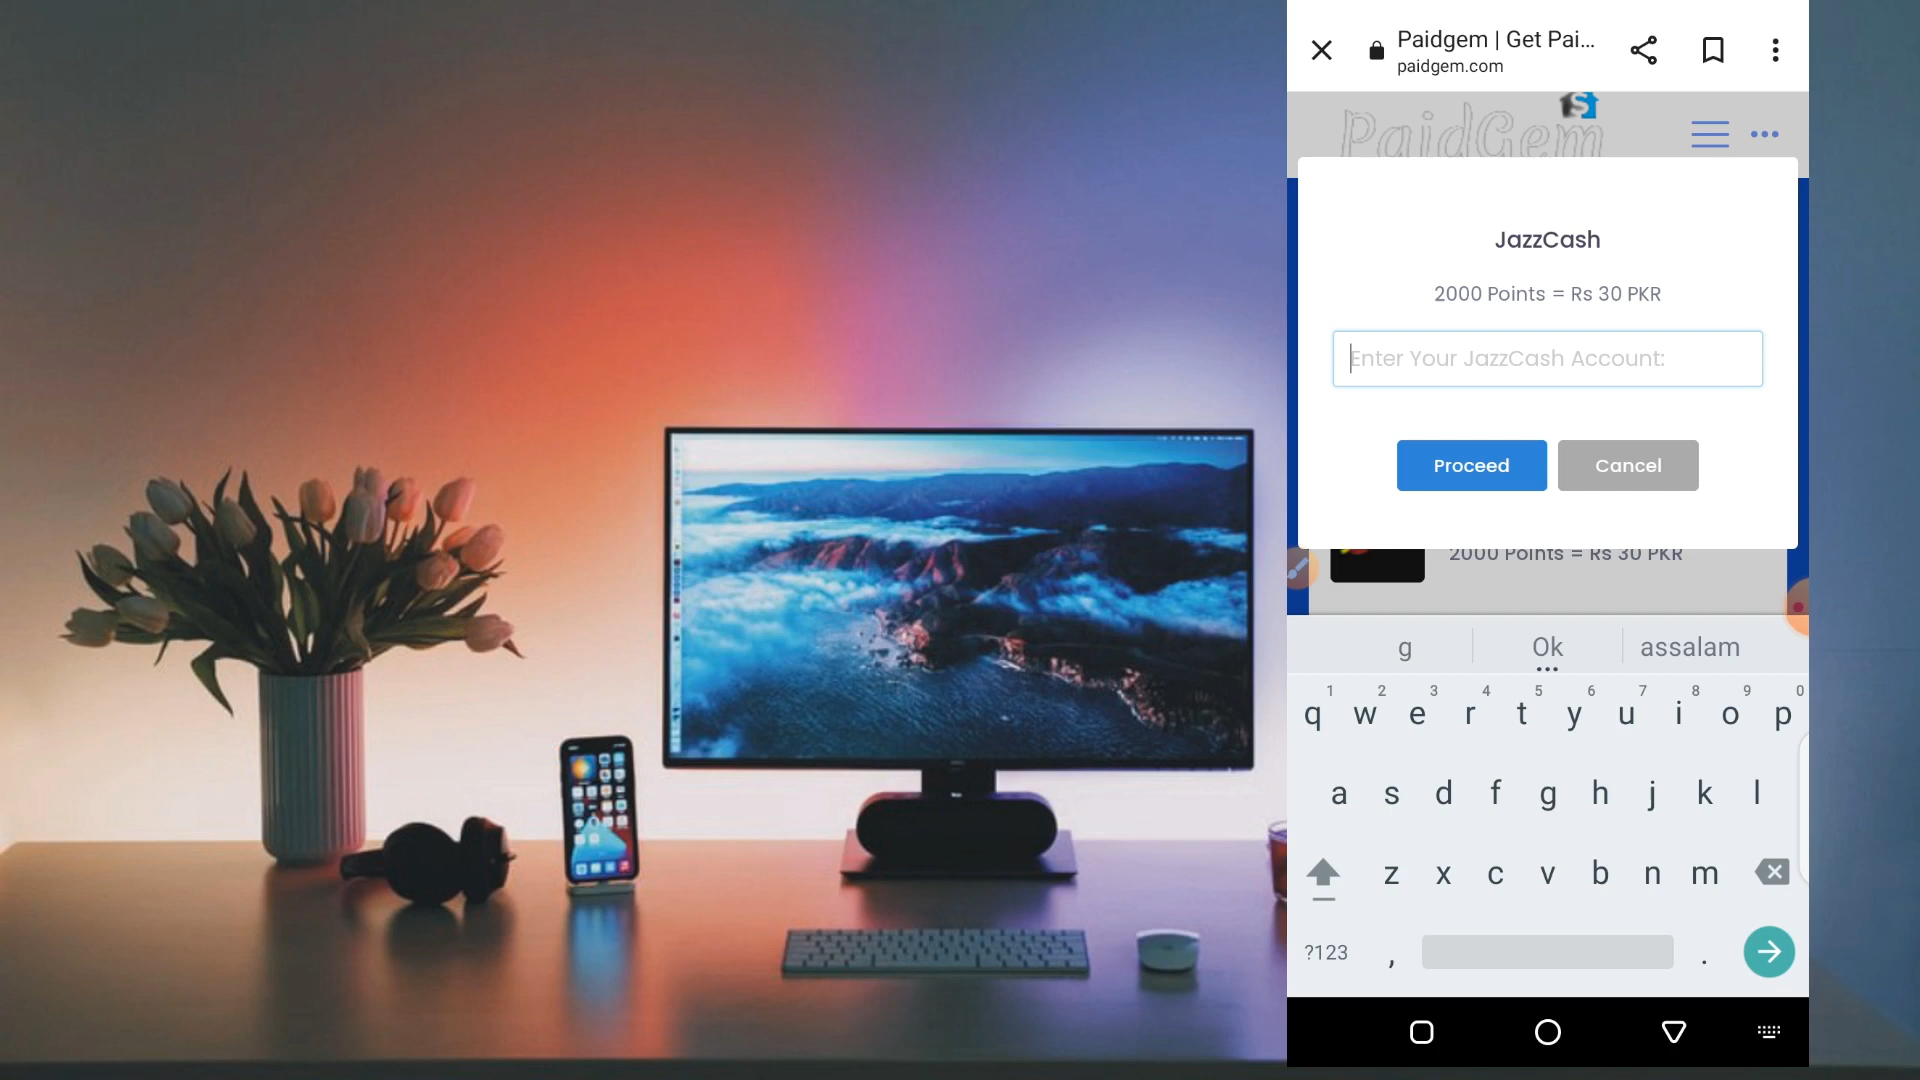 Paidgem | Get Pai...
paidgem.com
PaidGem
JazzCash
2000 Points = Rs 30 PKR
Enter Your JazzCash Account:
Proceed
Cancel
2000 Points = Rs 30 PKR
g
Ok
assalam
1 2 3 4 5 6 7 8 9 0
q w e r t y u i o p
a s d f g h j k l
z x c v b n m
?123 , .